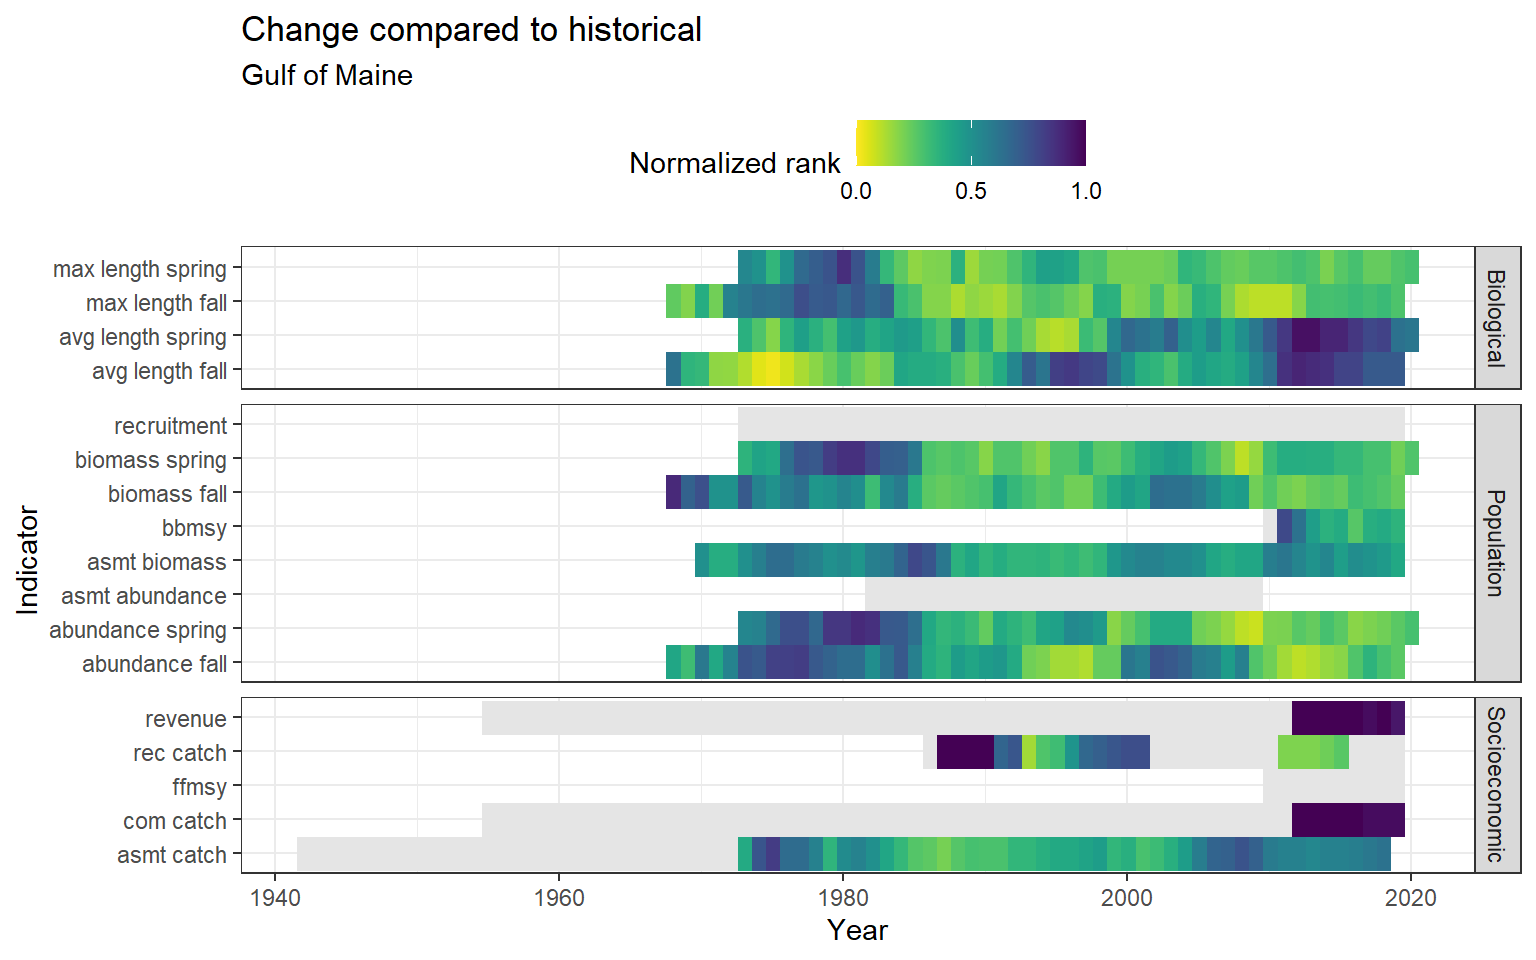 Change compared to historical
Gulf of Maine
Normalized rank
0.0 0.5 1.0
max length spring
max length fall
avg length spring
avg length fall
Biological
recruitment
biomass spring
biomass fall
bbmsy
asmt biomass
asmt abundance
abundance spring
abundance fall
Population
revenue
rec catch
ffmsy
com catch
asmt catch
Socioeconomic
Indicator
1940 1960 1980 2000 2020
Year